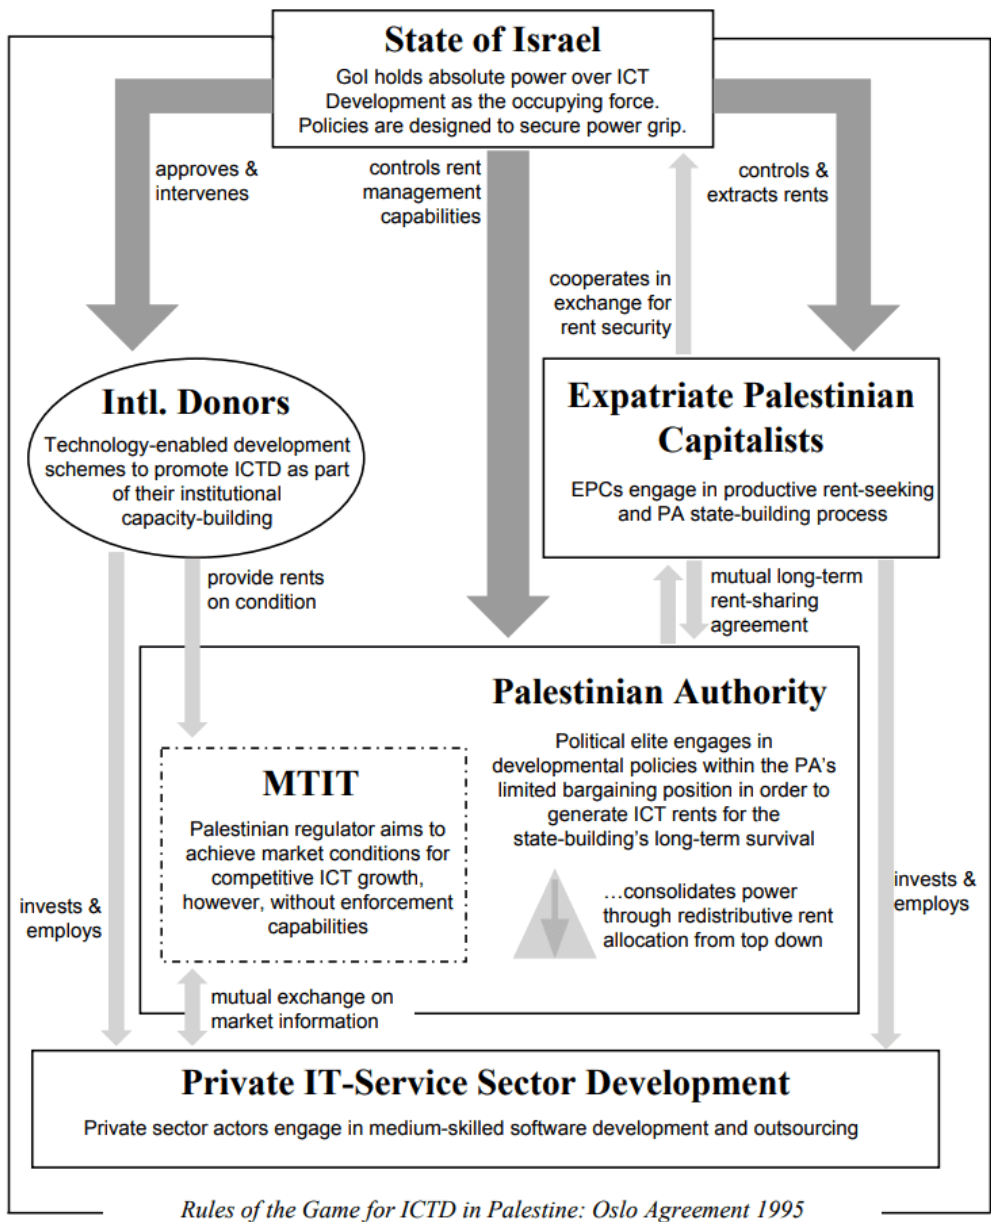 State of Israel
GoI holds absolute power over ICT
Development as the occupying force.
Policies are designed to secure power grip.
approves &
intervenes
controls rent
management
capabilities
controls &
extracts rents
cooperates in
exchange for
rent security
Intl. Donors
Technology-enabled development
schemes to promote ICTD as part
of their institutional
capacity-building
Expatriate Palestinian
Capitalists
EPCs engage in productive rent-seeking
and PA state-building process
provide rents
on condition
mutual long-term
rent-sharing
agreement
Palestinian Authority
Political elite engages in
developmental policies within the PA's
limited bargaining position in order to
generate ICT rents for the
state-building's long-term survival
MTIT
Palestinian regulator aims to
achieve market conditions for
competitive ICT growth,
however, without enforcement
capabilities
…consolidates power
through redistributive rent
allocation from top down
invests &
employs
invests &
employs
mutual exchange on
market information
Private IT-Service Sector Development
Private sector actors engage in medium-skilled software development and outsourcing
Rules of the Game for ICTD in Palestine: Oslo Agreement 1995